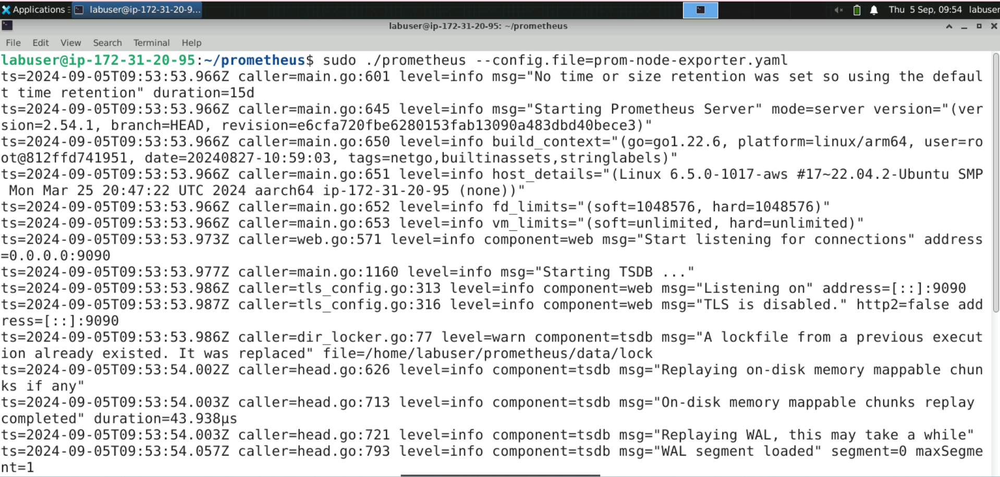 Applications
labuser@ip-172-31-20-9...
Thu 5 Sep, 09:54 labuser
labuser@ip-172-31-20-95: ~/prometheus
File Edit View Search Terminal Help
labuser@ip-172-31-20-95:~/prometheus$ sudo ./prometheus --config.file=prom-node-exporter.yaml
ts=2024-09-05T09:53:53.966Z caller=main.go:601 level=info msg="No time or size retention was set so using the defaul
t time retention" duration=15d
ts=2024-09-05T09:53:53.966Z caller=main.go:645 level=info msg="Starting Prometheus Server" mode=server version="(ver
sion=2.54.1, branch=HEAD, revision=e6cfa720fbe6280153fab13090a483dbd40bece3)"
ts=2024-09-05T09:53:53.966Z caller=main.go:650 level=info build_context="(go=go1.22.6, platform=linux/arm64, user=ro
ot@812ffd741951, date=20240827-10:59:03, tags=netgo,builtinassets,stringlabels)"
ts=2024-09-05T09:53:53.966Z caller=main.go:651 level=info host_details="(Linux 6.5.0-1017-aws #17~22.04.2-Ubuntu SMP
 Mon Mar 25 20:47:22 UTC 2024 aarch64 ip-172-31-20-95 (none))"
ts=2024-09-05T09:53:53.966Z caller=main.go:652 level=info fd_limits="(soft=1048576, hard=1048576)"
ts=2024-09-05T09:53:53.966Z caller=main.go:653 level=info vm_limits="(soft=unlimited, hard=unlimited)"
ts=2024-09-05T09:53:53.973Z caller=web.go:571 level=info component=web msg="Start listening for connections" address
=0.0.0.0:9090
ts=2024-09-05T09:53:53.977Z caller=main.go:1160 level=info msg="Starting TSDB ..."
ts=2024-09-05T09:53:53.986Z caller=tls_config.go:313 level=info component=web msg="Listening on" address=[::]:9090
ts=2024-09-05T09:53:53.987Z caller=tls_config.go:316 level=info component=web msg="TLS is disabled." http2=false add
ress=[::]:9090
ts=2024-09-05T09:53:53.986Z caller=dir_locker.go:77 level=warn component=tsdb msg="A lockfile from a previous execut
ion already existed. It was replaced" file=/home/labuser/prometheus/data/lock
ts=2024-09-05T09:53:54.002Z caller=head.go:626 level=info component=tsdb msg="Replaying on-disk memory mappable chun
ks if any"
ts=2024-09-05T09:53:54.003Z caller=head.go:713 level=info component=tsdb msg="On-disk memory mappable chunks replay
completed" duration=43.938µs
ts=2024-09-05T09:53:54.003Z caller=head.go:721 level=info component=tsdb msg="Replaying WAL, this may take a while"
ts=2024-09-05T09:53:54.057Z caller=head.go:793 level=info component=tsdb msg="WAL segment loaded" segment=0 maxSegme
nt=1